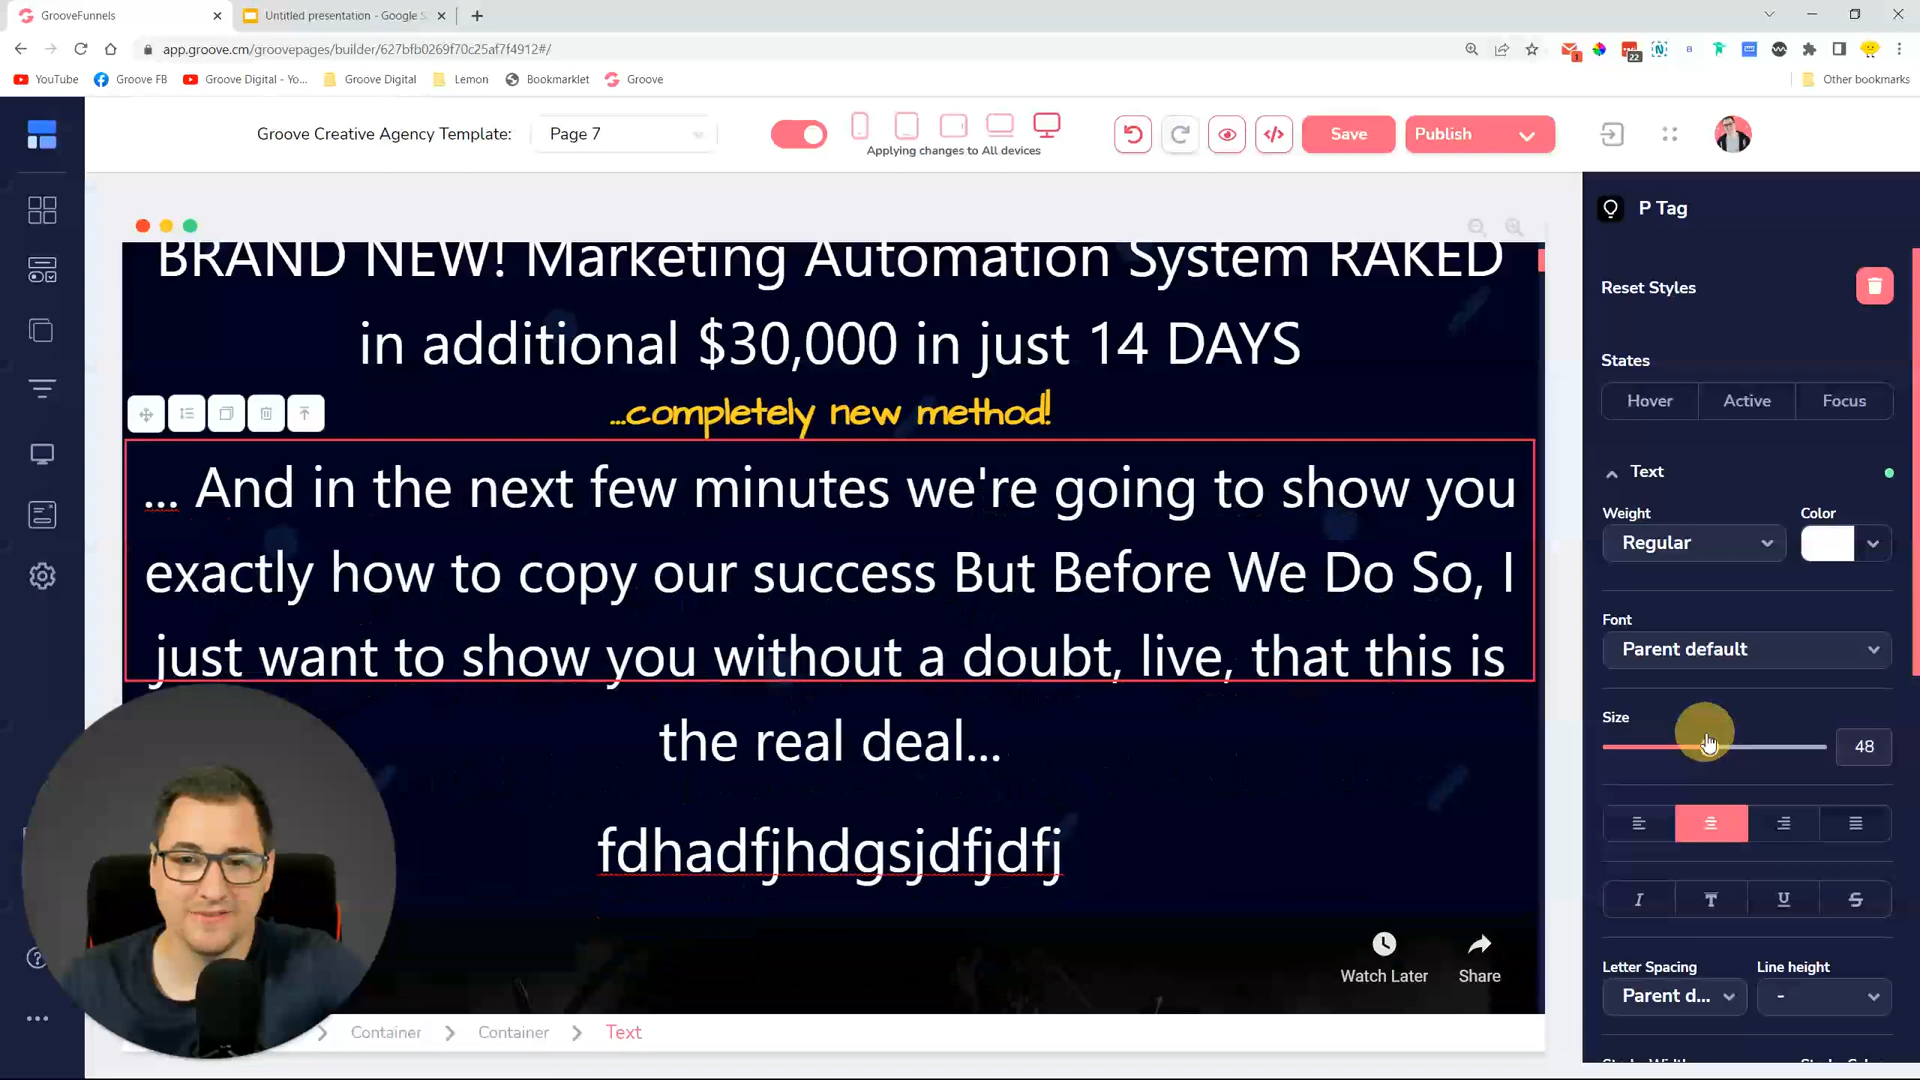 GrooveFunnels
Untitled presentation - Google S
app.groove.cm/groovepages/builder/627bfb0269f70c25af7f4912#/
1
22
YouTube
Groove FB
Groove Digital - Yo...
Groove Digital
Lemon
Bookmarklet
Groove
Other bookmarks
Groove Creative Agency Template:
Page 7
Applying changes to All devices
Save
Publish
P Tag
BRAND NEW! Marketing Automation System RAKED
in additional $30,000 in just 14 DAYS
...completely new method!
... And in the next few minutes we're going to show you
exactly how to copy our success But Before We Do So, I
just want to show you without a doubt, live, that this is
the real deal...
fdhadfjhdgsjdfjdfj
Watch Later
Share
Container
Container
Text
Reset Styles
States
Hover
Active
Focus
Text
Weight
Color
Regular
Font
Parent default
Size
48
Letter Spacing
Line height
Parent d...
-